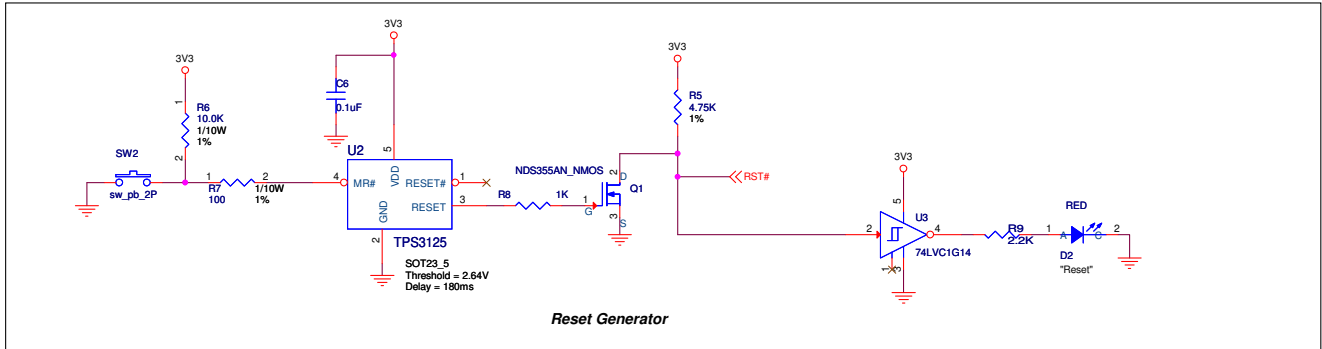 3V3
R6
10.0K
1/10W
1%
1
2
SW2
sw_pb_2P
1
2
R7
100
1/10W
1%
3V3
C6
0.1uF
U2
5
4
MR#
VDD
RESET#
1
RESET
3
GND
2
TPS3125
SOT23_5
Threshold = 2.64V
Delay = 180ms
R8
1K
NDS355AN_NMOS
2
D
Q1
1
G
3
S
3V3
R5
4.75K
1%
RST#
3V3
5
U3
2
4
74LVC1G14
1
3
R9
2.2K
RED
1
A
C
2
D2
"Reset"
Reset Generator